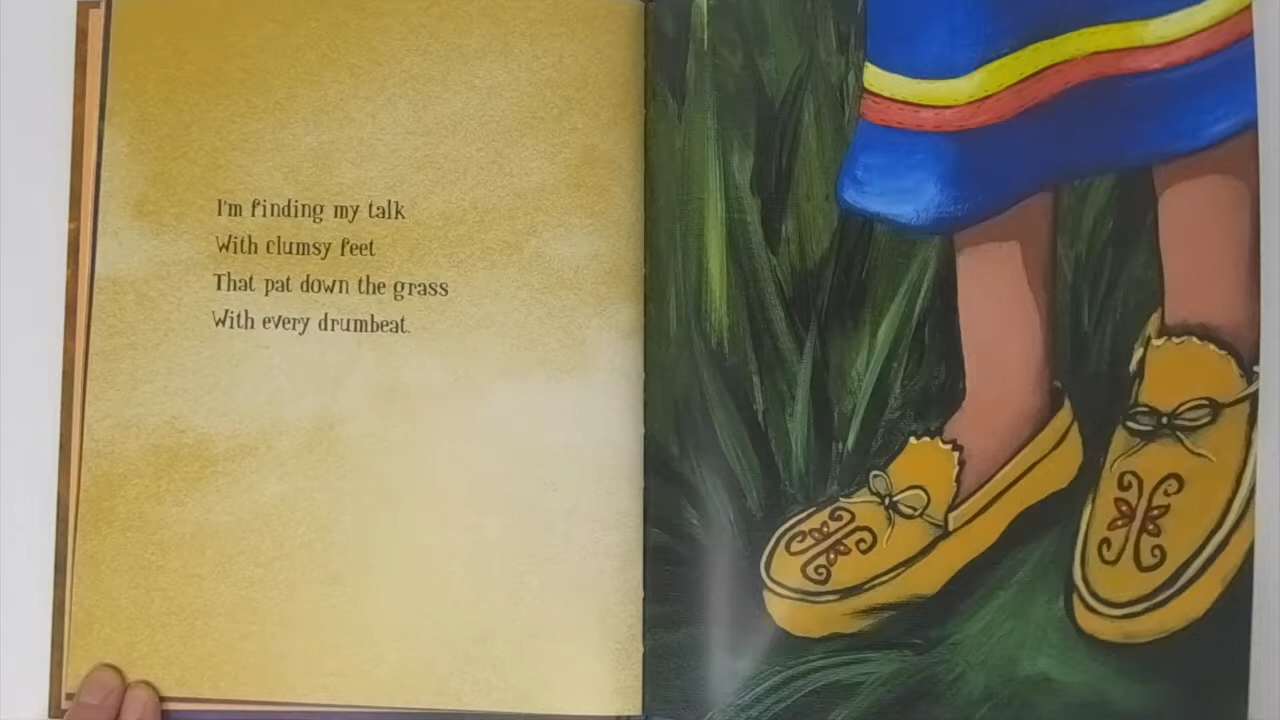 I'm finding my talk
With clumsy feet
That pat down the grass
With every drumbeat.